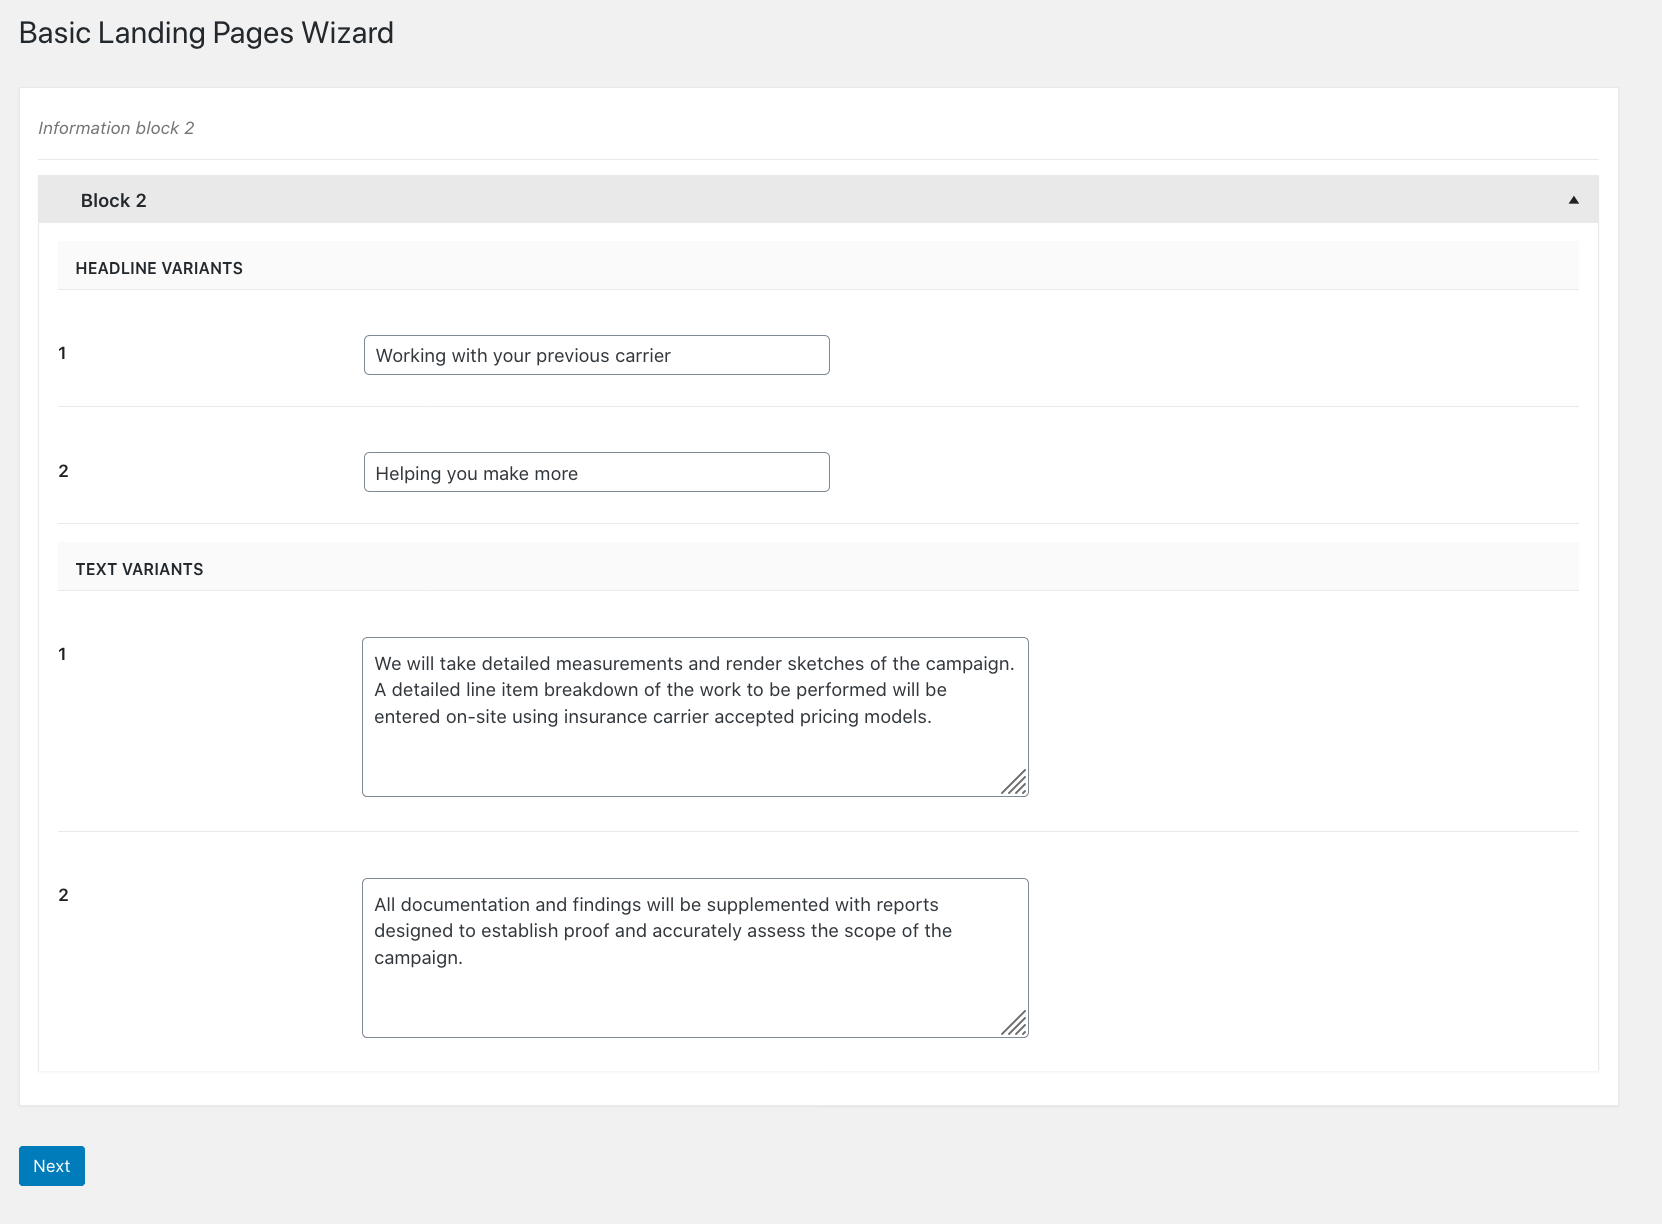 Basic Landing Pages Wizard
Information block 2
Block 2
HEADLINE VARIANTS
1
Working with your previous carrier
2
Helping you make more
TEXT VARIANTS
1
We will take detailed measurements and render sketches of the campaign.
A detailed line item breakdown of the work to be performed will be
entered on-site using insurance carrier accepted pricing models.
2
All documentation and findings will be supplemented with reports
designed to establish proof and accurately assess the scope of the
campaign.
Next